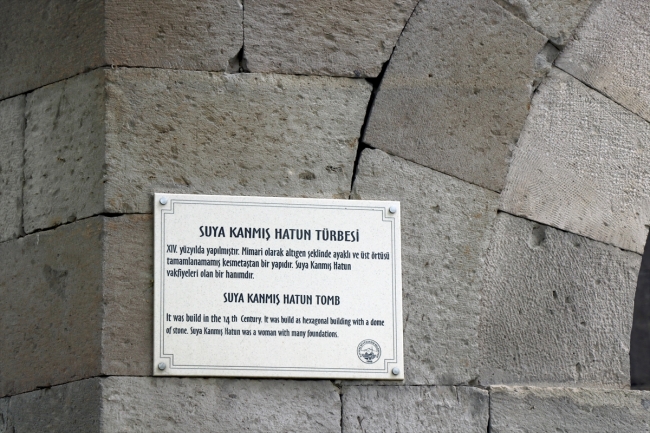 SUYA KANMIŞ HATUN TÜRBESİ
XIV. yüzyılda yapılmıştır. Mimari olarak altıgen şeklinde ayaklı ve üst örtüsü
tamamlanamamış kesmetaştan bir yapıdır. Suya Kanmış Hatun
vakfiyeleri olan bir hanımdır.
SUYA KANMIŞ HATUN TOMB
It was build in the 14 th Century. It was build as hexagonal building with a dome
of stone. Suya Kanmış Hatun was a woman with many foundations.